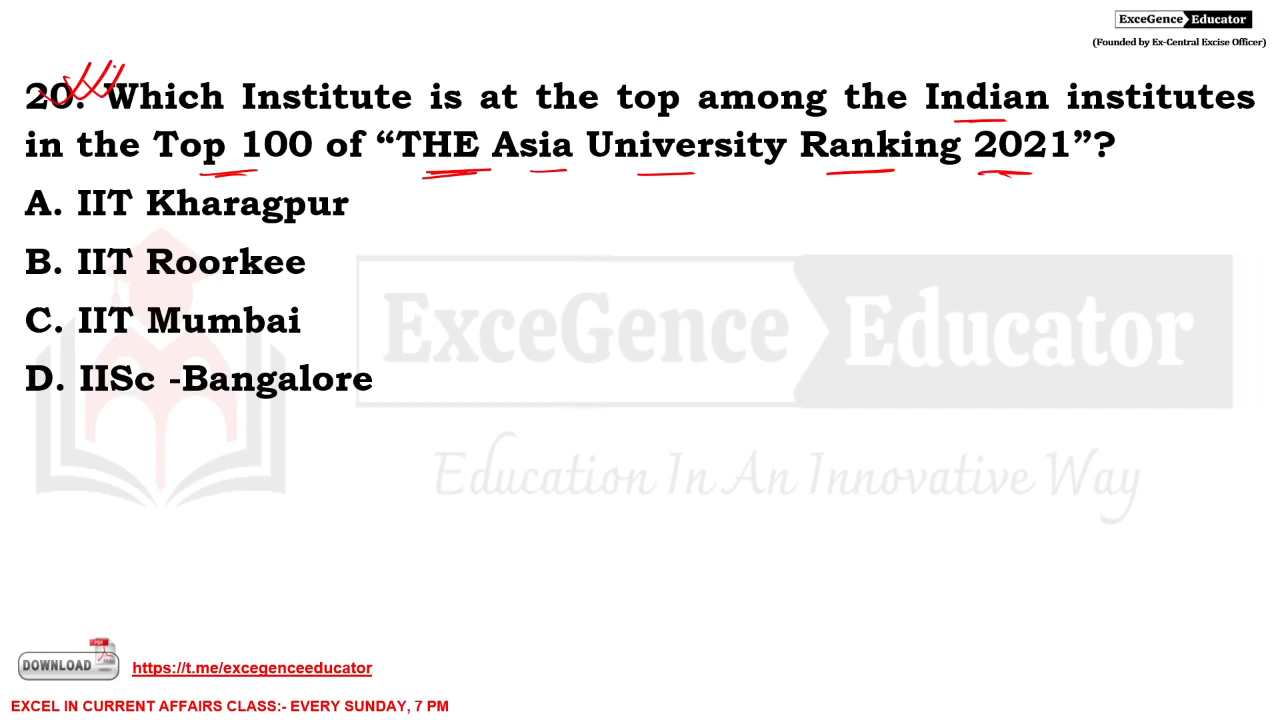 ExceGence Educator
(Founded by Ex-Central Excise Officer)
20. Which Institute is at the top among the Indian institutes
in the Top 100 of “THE Asia University Ranking 2021”?
A. IIT Kharagpur
B. IIT Roorkee
C. IIT Mumbai
D. IISc -Bangalore
ExceGence Educator
Education In An Innovative Way
DOWNLOAD PDF https://t.me/excegenceeducator
EXCEL IN CURRENT AFFAIRS CLASS:- EVERY SUNDAY, 7 PM